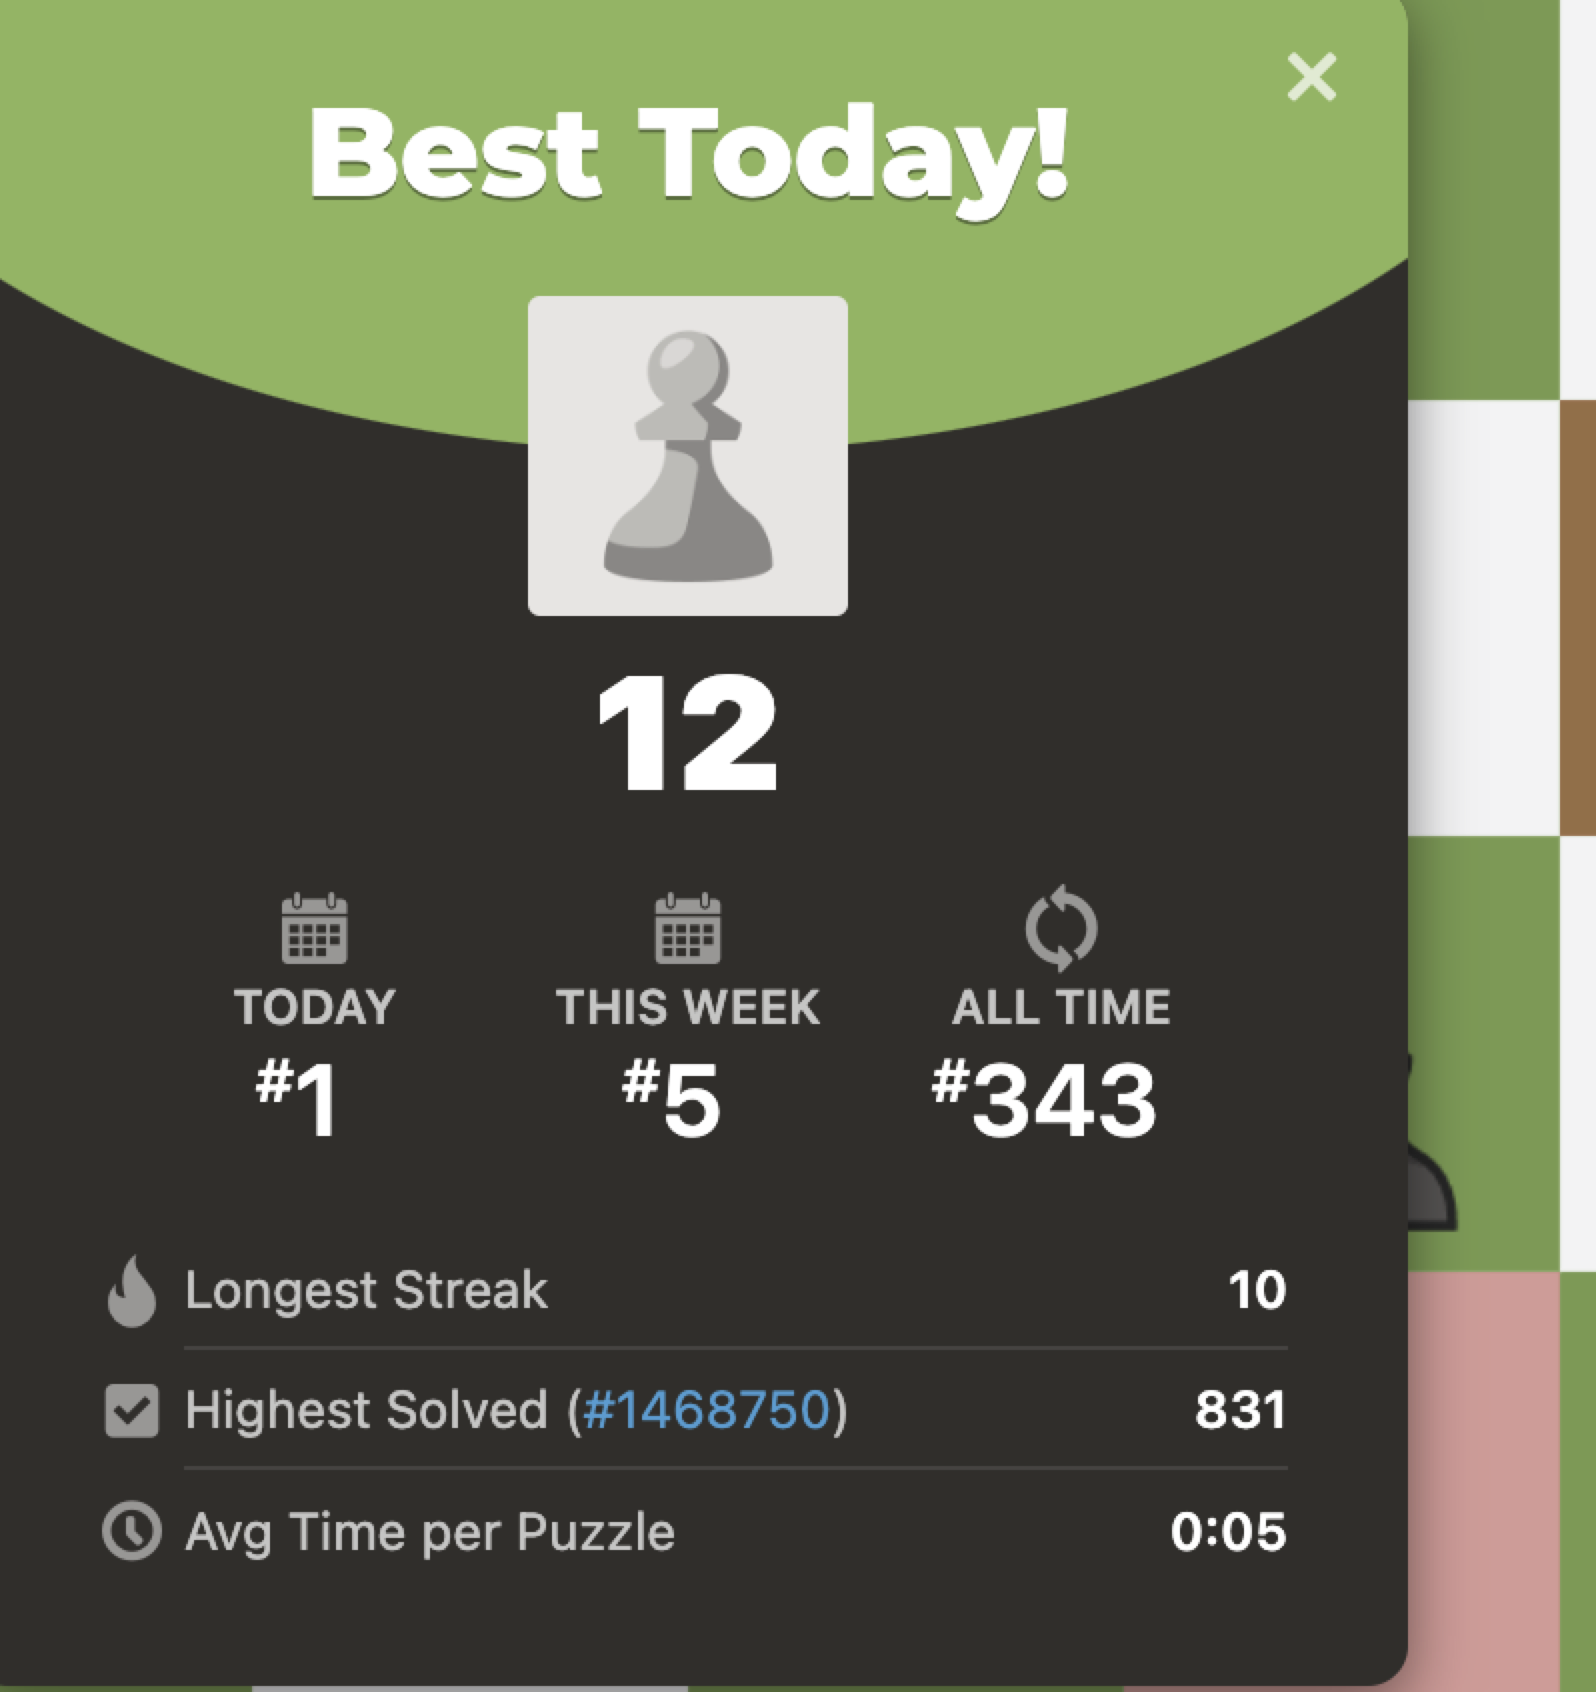 Best Today!
12
TODAY
#1
THIS WEEK
#5
ALL TIME
#343
Longest Streak 10
Highest Solved (#1468750) 831
Avg Time per Puzzle 0:05